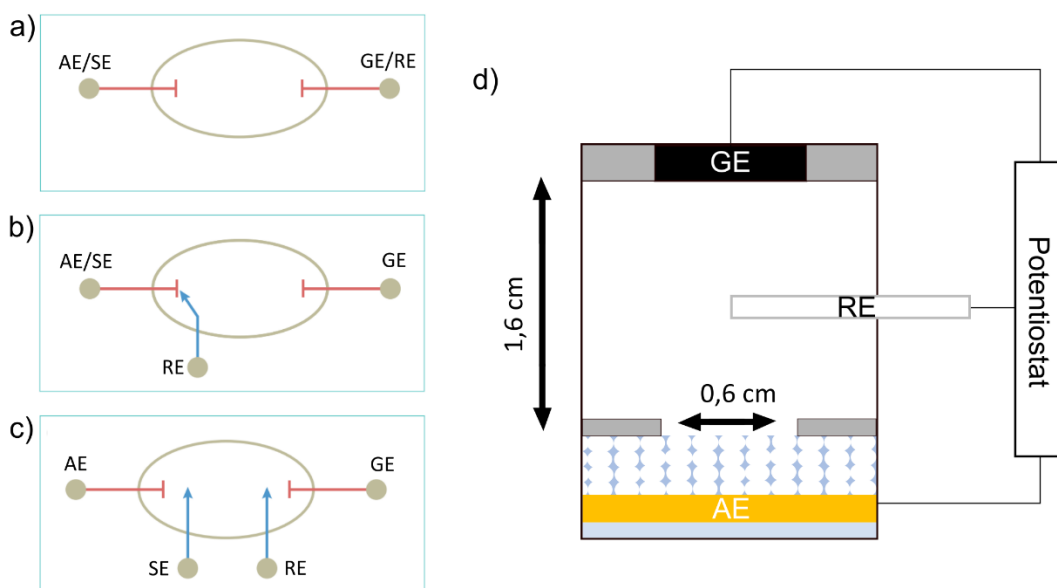 a)
AE/SE
GE/RE
b)
AE/SE
GE
RE
c)
AE
GE
SE
RE
d)
GE
1,6 cm
RE
0,6 cm
AE
Potentiostat